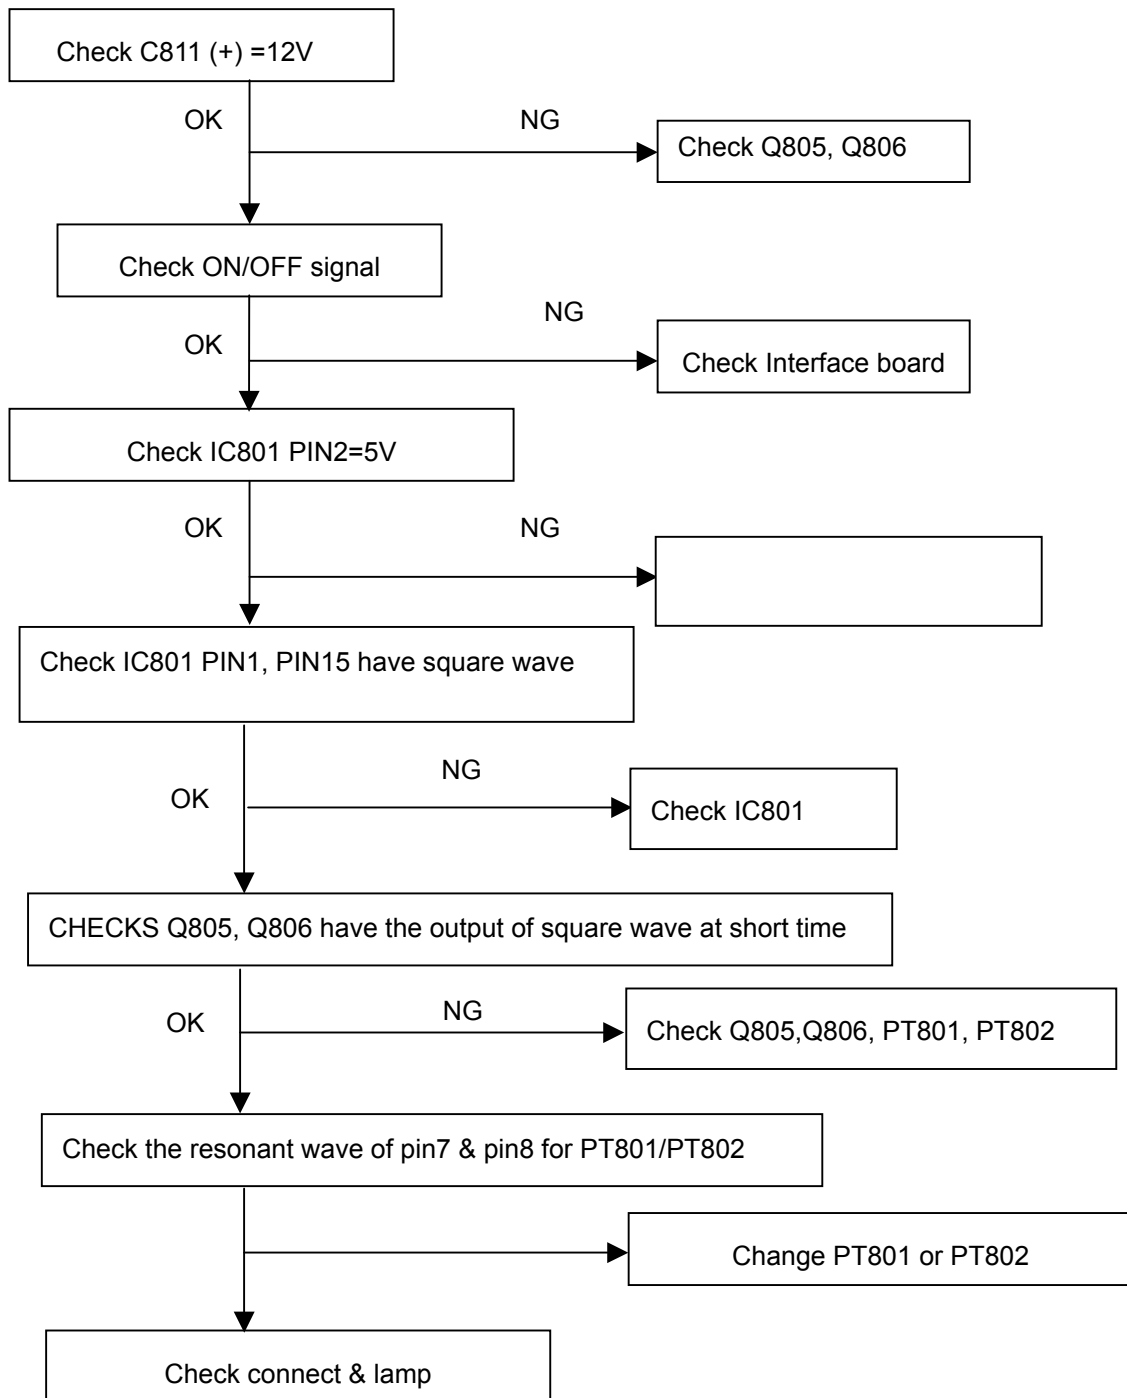 Check C811 (+) =12V
OK
NG
Check Q805, Q806
Check ON/OFF signal
NG
OK
Check Interface board
Check IC801 PIN2=5V
OK
NG
Check IC801 PIN1, PIN15 have square wave
NG
OK
Check IC801
CHECKS Q805, Q806 have the output of square wave at short time
NG
OK
Check Q805,Q806, PT801, PT802
Check the resonant wave of pin7 & pin8 for PT801/PT802
Change PT801 or PT802
Check connect & lamp